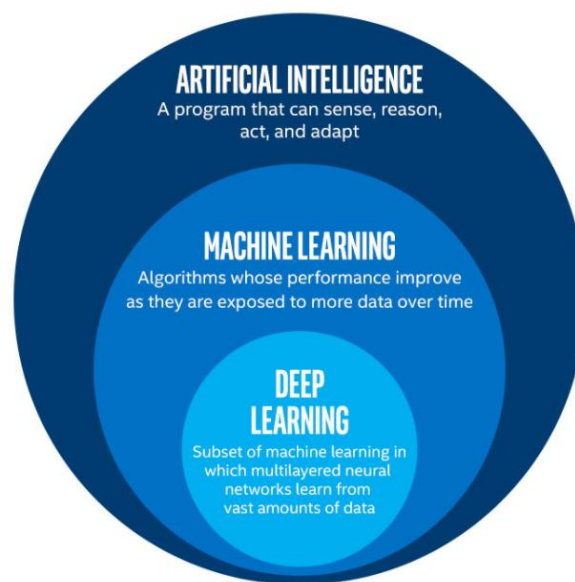 ARTIFICIAL INTELLIGENCE
A program that can sense, reason,
act, and adapt
MACHINE LEARNING
Algorithms whose performance improve
as they are exposed to more data over time
DEEP
LEARNING
Subset of machine learning in
which multilayered neural
networks learn from
vast amounts of data